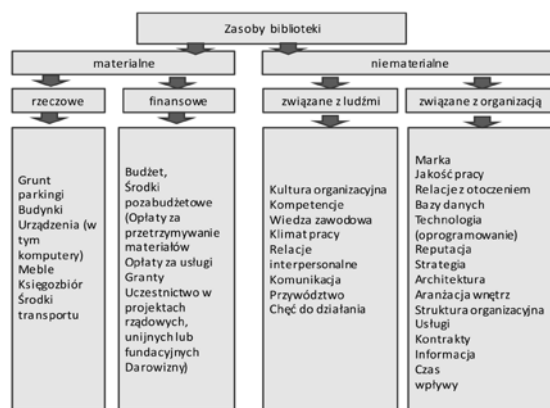 Zasoby biblioteki
materialne
niematerialne
rzeczowe
finansowe
związane z ludźmi
związane z organizacją
Grunt
parkingi
Budynki
Urządzenia (w
tym
komputery)
Meble
Księgozbiór
Środki
transportu
Budżet,
Środki
pozabudżetowe
(Opłaty za
przetrzymywanie
materiałów
Opłaty za usługi
Granty
Uczestnictwo w
projektach
rządowych,
unijnych lub
fundacyjnych
Darowizny)
Kultura organizacyjna
Kompetencje
Wiedza zawodowa
Klimat pracy
Relacje
interpersonalne
Komunikacja
Przywództwo
Chęć do działania
Marka
Jakość pracy
Relacje z otoczeniem
Bazy danych
Technologia
(oprogramowanie)
Reputacja
Strategia
Architektura
Aranżacja wnętrz
Struktura organizacyjna
Usługi
Kontrakty
Informacja
Czas
wpływy